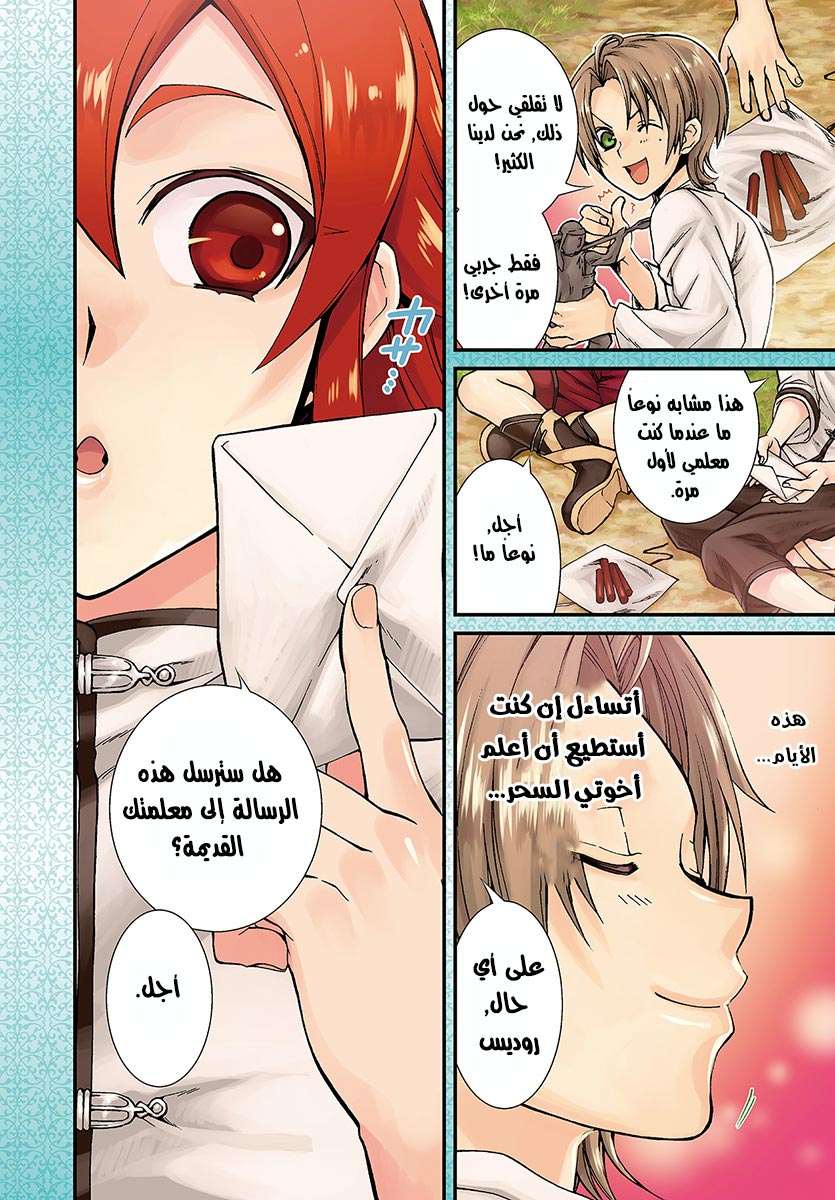 لا تقلقي حول
ذلك, نحن لدينا
الكثير!
فقط جربي
مرة أخرى!
هذا مشابه نوعاً
ما عندما كنت
معلمي لأول
مرة.
أجل,
نوعاً ما!
هذه
الأيام...
أتساءل إن كنت
أستطيع أن أعلم
أخوتي السحر...
على أي
حال,
روديس
カサ…
هل سترسل هذه
الرسالة إلى معلمتك
القديمة؟
أجل.